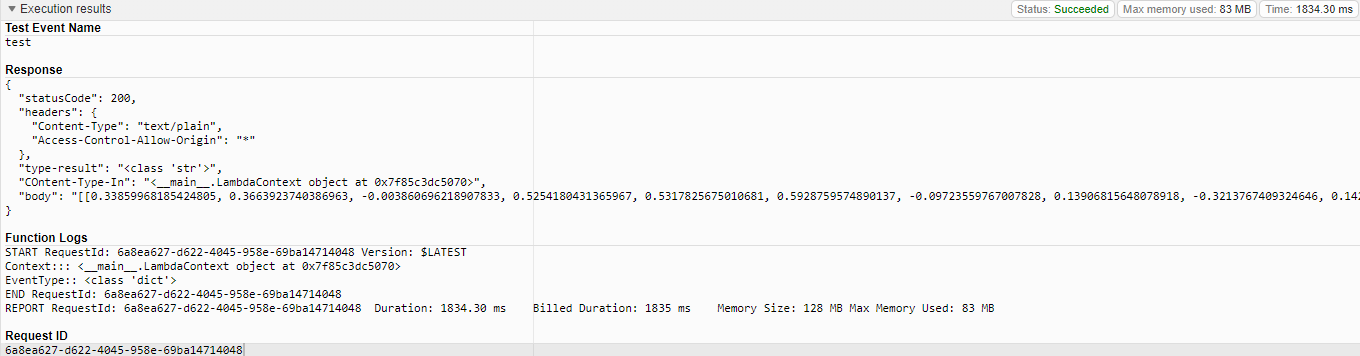 ▼ Execution results
Status: Succeeded Max memory used: 83 MB Time: 1834.30 ms
Test Event Name
test
Response
{
  "statusCode": 200,
  "headers": {
    "Content-Type": "text/plain",
    "Access-Control-Allow-Origin": "*"
  },
  "type-result": "<class 'str'>",
  "COntent-Type-In": "<__main__.LambdaContext object at 0x7f85c3dc5070>",
  "body": "[[0.33859968185424805, 0.3663923740386963, -0.003860696218907833, 0.5254180431365967, 0.5317825675010681, 0.5928759574890137, -0.09723559767007828, 0.13906815648078918, -0.3213767409324646, 0.142
}
Function Logs
START RequestId: 6a8ea627-d622-4045-958e-69ba14714048 Version: $LATEST
Context::: <__main__.LambdaContext object at 0x7f85c3dc5070>
EventType:: <class 'dict'>
END RequestId: 6a8ea627-d622-4045-958e-69ba14714048
REPORT RequestId: 6a8ea627-d622-4045-958e-69ba14714048  Duration: 1834.30 ms    Billed Duration: 1835 ms    Memory Size: 128 MB Max Memory Used: 83 MB
Request ID
6a8ea627-d622-4045-958e-69ba14714048